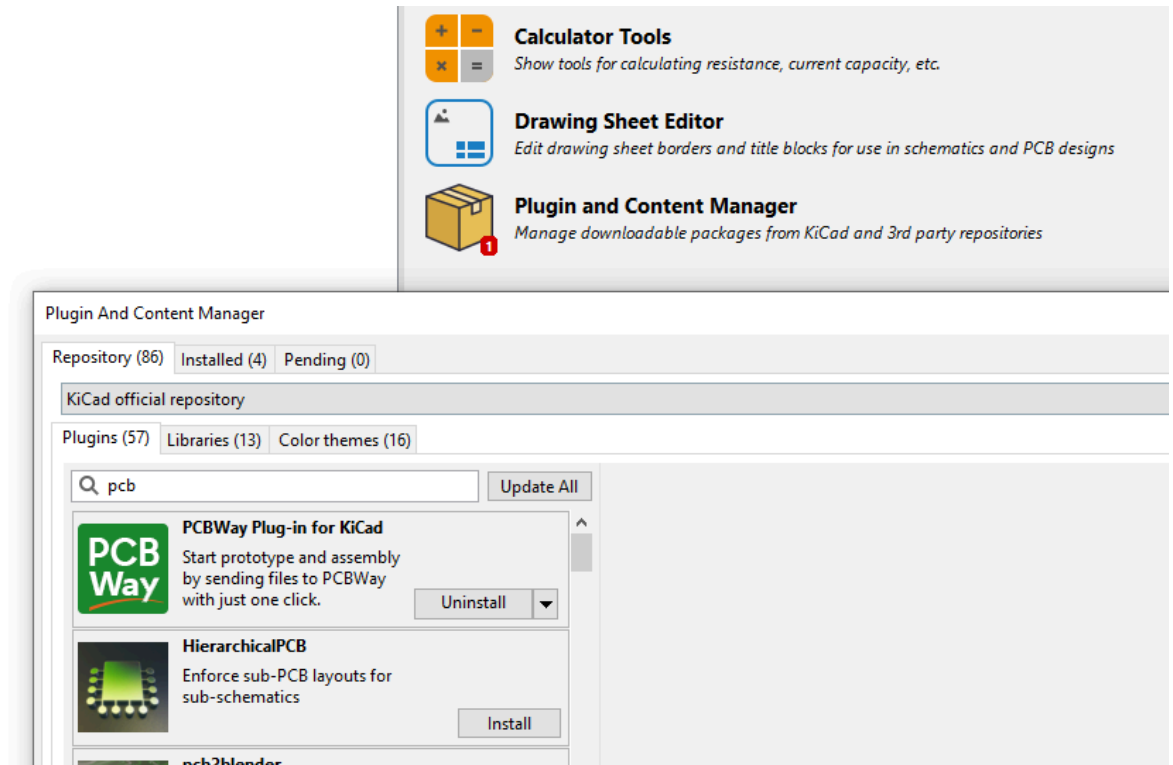 Calculator Tools
Show tools for calculating resistance, current capacity, etc.
Drawing Sheet Editor
Edit drawing sheet borders and title blocks for use in schematics and PCB designs
Plugin and Content Manager
Manage downloadable packages from KiCad and 3rd party repositories
1
Plugin And Content Manager
Repository (86) Installed (4) Pending (0)
KiCad official repository
Plugins (57) Libraries (13) Color themes (16)
pcb Update All
PCB
Way
PCBWay Plug-in for KiCad
Start prototype and assembly
by sending files to PCBWay
with just one click.
Uninstall
HierarchicalPCB
Enforce sub-PCB layouts for
sub-schematics
Install
pcb2blender